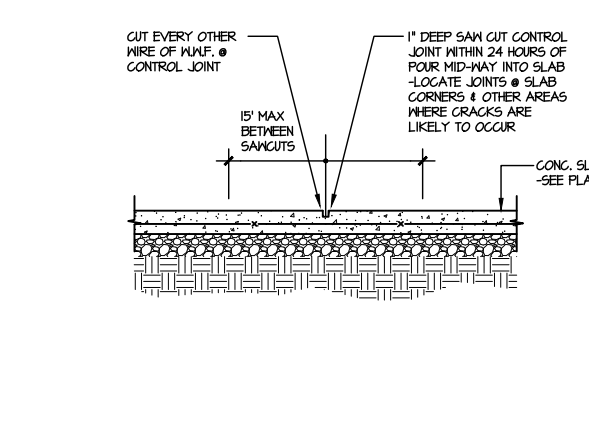 CUT EVERY OTHER
WIRE OF W.W.F. @
CONTROL JOINT
1" DEEP SAW CUT CONTROL
JOINT WITHIN 24 HOURS OF
POUR MID-WAY INTO SLAB
-LOCATE JOINTS @ SLAB
CORNERS & OTHER AREAS
WHERE CRACKS ARE
LIKELY TO OCCUR
15' MAX
BETWEEN
SAWCUTS
CONC.
-SEE